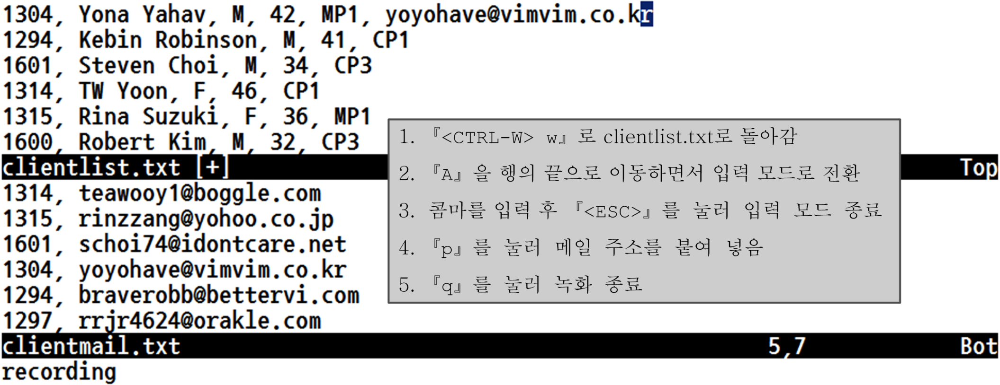 1304, Yona Yahav, M, 42, MP1, yoyohave@vimvim.co.kr
1294, Kebin Robinson, M, 41, CP1
1601, Steven Choi, M, 34, CP3
1314, TW Yoon, F, 46, CP1
1315, Rina Suzuki, F, 36, MP1
1600, Robert Kim, M, 32, CP3
clientlist.txt [+] Top
1314, teawooy1@boggle.com
1315, rinzzang@yohoo.co.jp
1601, schoi74@idontcare.net
1304, yoyohave@vimvim.co.kr
1294, braverobb@bettervi.com
1297, rrjr4624@orakle.com
clientmail.txt 5,7 Bot
recording
1. 『<CTRL-W> w』로 clientlist.txt로 돌아감
2. 『A』을 행의 끝으로 이동하면서 입력 모드로 전환
3. 콤마를 입력 후 『<ESC>』를 눌러 입력 모드 종료
4. 『p』를 눌러 메일 주소를 붙여 넣음
5. 『q』를 눌러 녹화 종료